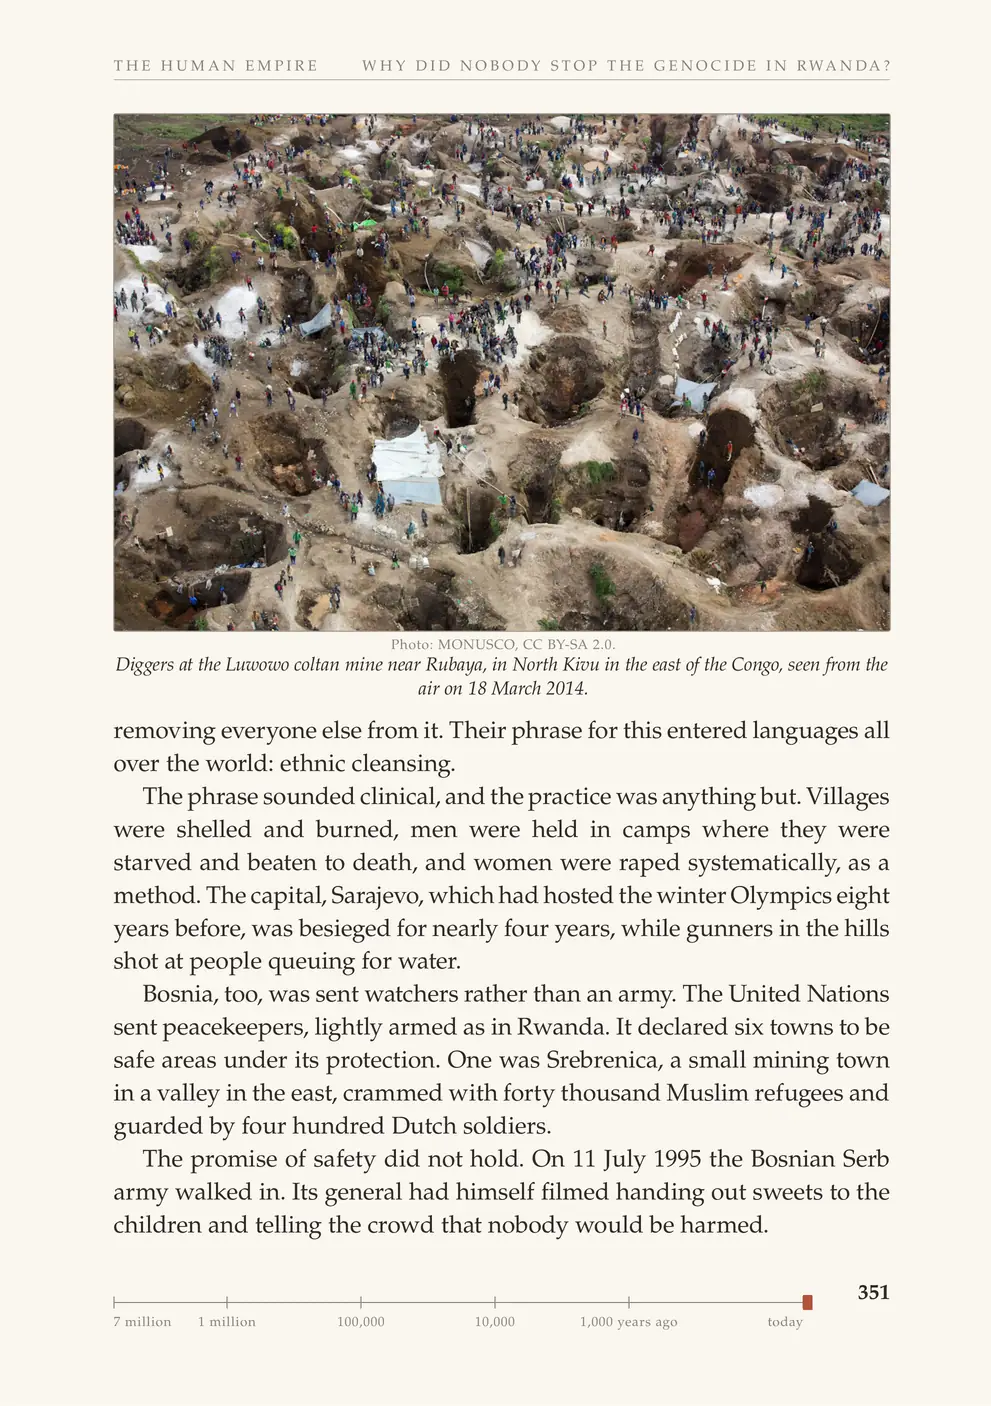 THE HUMAN EMPIRE WHY DID NOBODY STOP THE GENOCIDE IN RWANDA?
Photo: MONUSCO, CC BY-SA 2.0.
Diggers at the Luwowo coltan mine near Rubaya, in North Kivu in the east of the Congo, seen from the
air on 18 March 2014.
removing everyone else from it. Their phrase for this entered languages all
over the world: ethnic cleansing.
The phrase sounded clinical, and the practice was anything but. Villages
were shelled and burned, men were held in camps where they were
starved and beaten to death, and women were raped systematically, as a
method. The capital, Sarajevo, which had hosted the winter Olympics eight
years before, was besieged for nearly four years, while gunners in the hills
shot at people queuing for water.
Bosnia, too, was sent watchers rather than an army. The United Nations
sent peacekeepers, lightly armed as in Rwanda. It declared six towns to be
safe areas under its protection. One was Srebrenica, a small mining town
in a valley in the east, crammed with forty thousand Muslim refugees and
guarded by four hundred Dutch soldiers.
The promise of safety did not hold. On 11 July 1995 the Bosnian Serb
army walked in. Its general had himself filmed handing out sweets to the
children and telling the crowd that nobody would be harmed.
351
7 million 1 million 100,000 10,000 1,000 years ago today